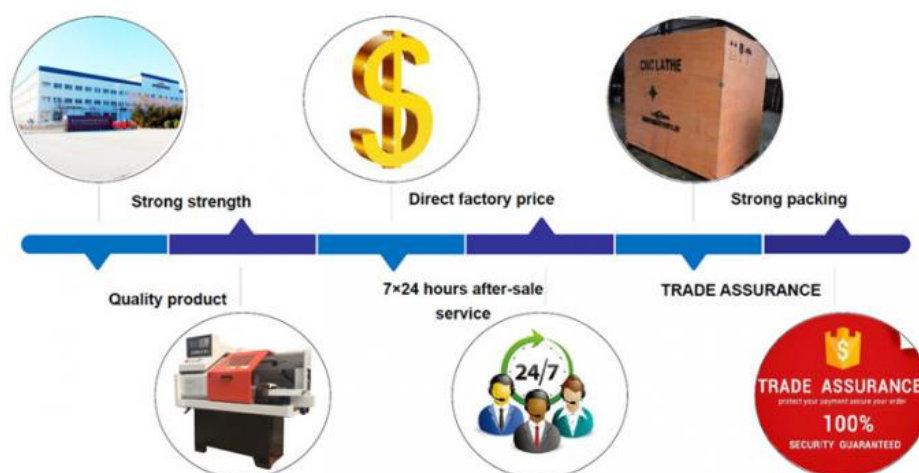 CNC LATHE
Strong strength
Direct factory price
Strong packing
Quality product
7×24 hours after-sale
service
TRADE ASSURANCE
24/7
TRADE ASSURANCE
protect your payment assure your order
100%
SECURITY GUARANTEED